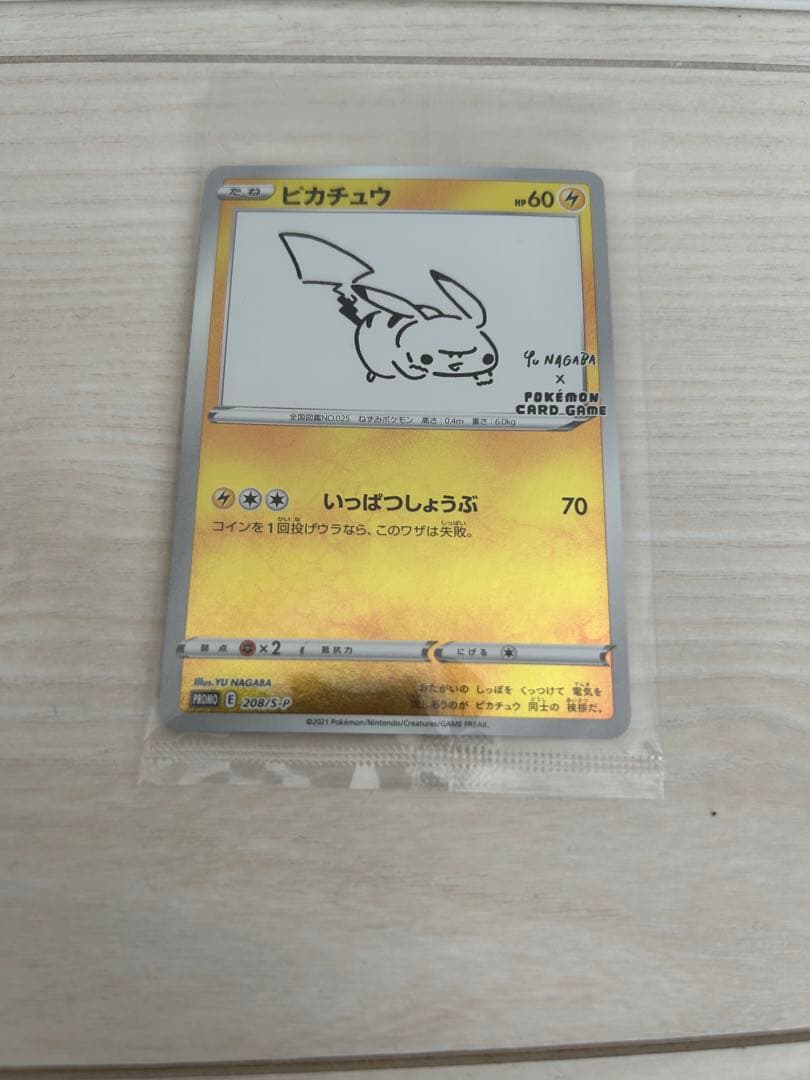 たね ピカチュウ HP60
Yu NAGABA
×
POKÉMON
CARD GAME
全国図鑑NO.025 ねずみポケモン 高さ:0.4m 重さ:6.0kg
いっぱつしょうぶ 70
コインを1回投げウラなら、このワザは失敗。
弱点 ×2 抵抗力 にげる
Illus.YU NAGABA
おたがいの しっぽを くっつけて 電気を
流しあうのが ピカチュウ 同士の 挨拶だ。
PROMO E 208/S-P
©2021 Pokémon/Nintendo/Creatures/GAME FREAK.